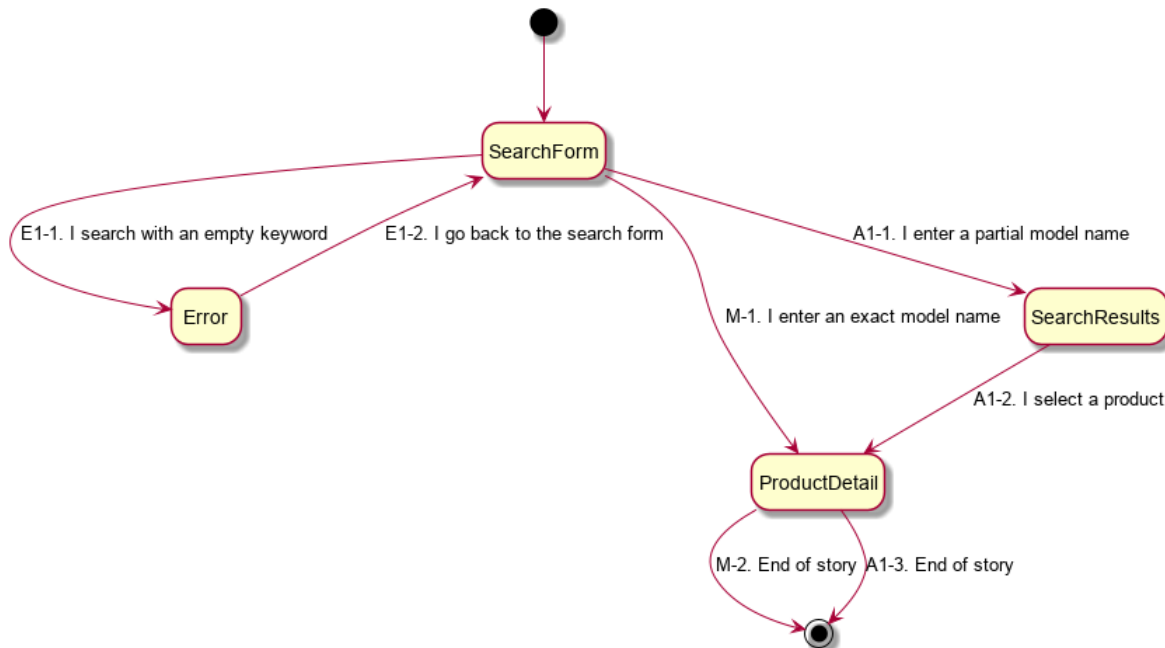 SearchForm
E1-1. I search with an empty keyword
E1-2. I go back to the search form
A1-1. I enter a partial model name
Error
M-1. I enter an exact model name
SearchResults
A1-2. I select a product
ProductDetail
M-2. End of story
A1-3. End of story